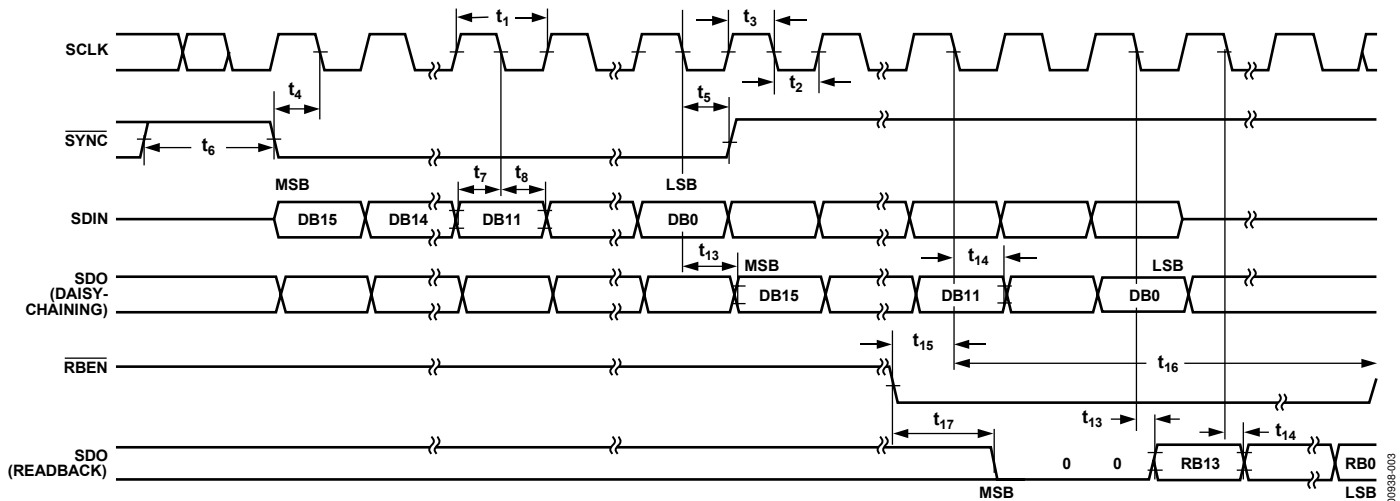 t1
t3
SCLK
t4
t5
t2
SYNC
t6
MSB
t7
t8
LSB
SDIN
DB15
DB14
DB11
DB0
t13
MSB
t14
LSB
SDO
(DAISY-
CHAINING)
DB15
DB11
DB0
t15
RBEN
t16
t17
t13
t14
SDO
(READBACK)
0
0
RB13
RB0
MSB
LSB
00938-003